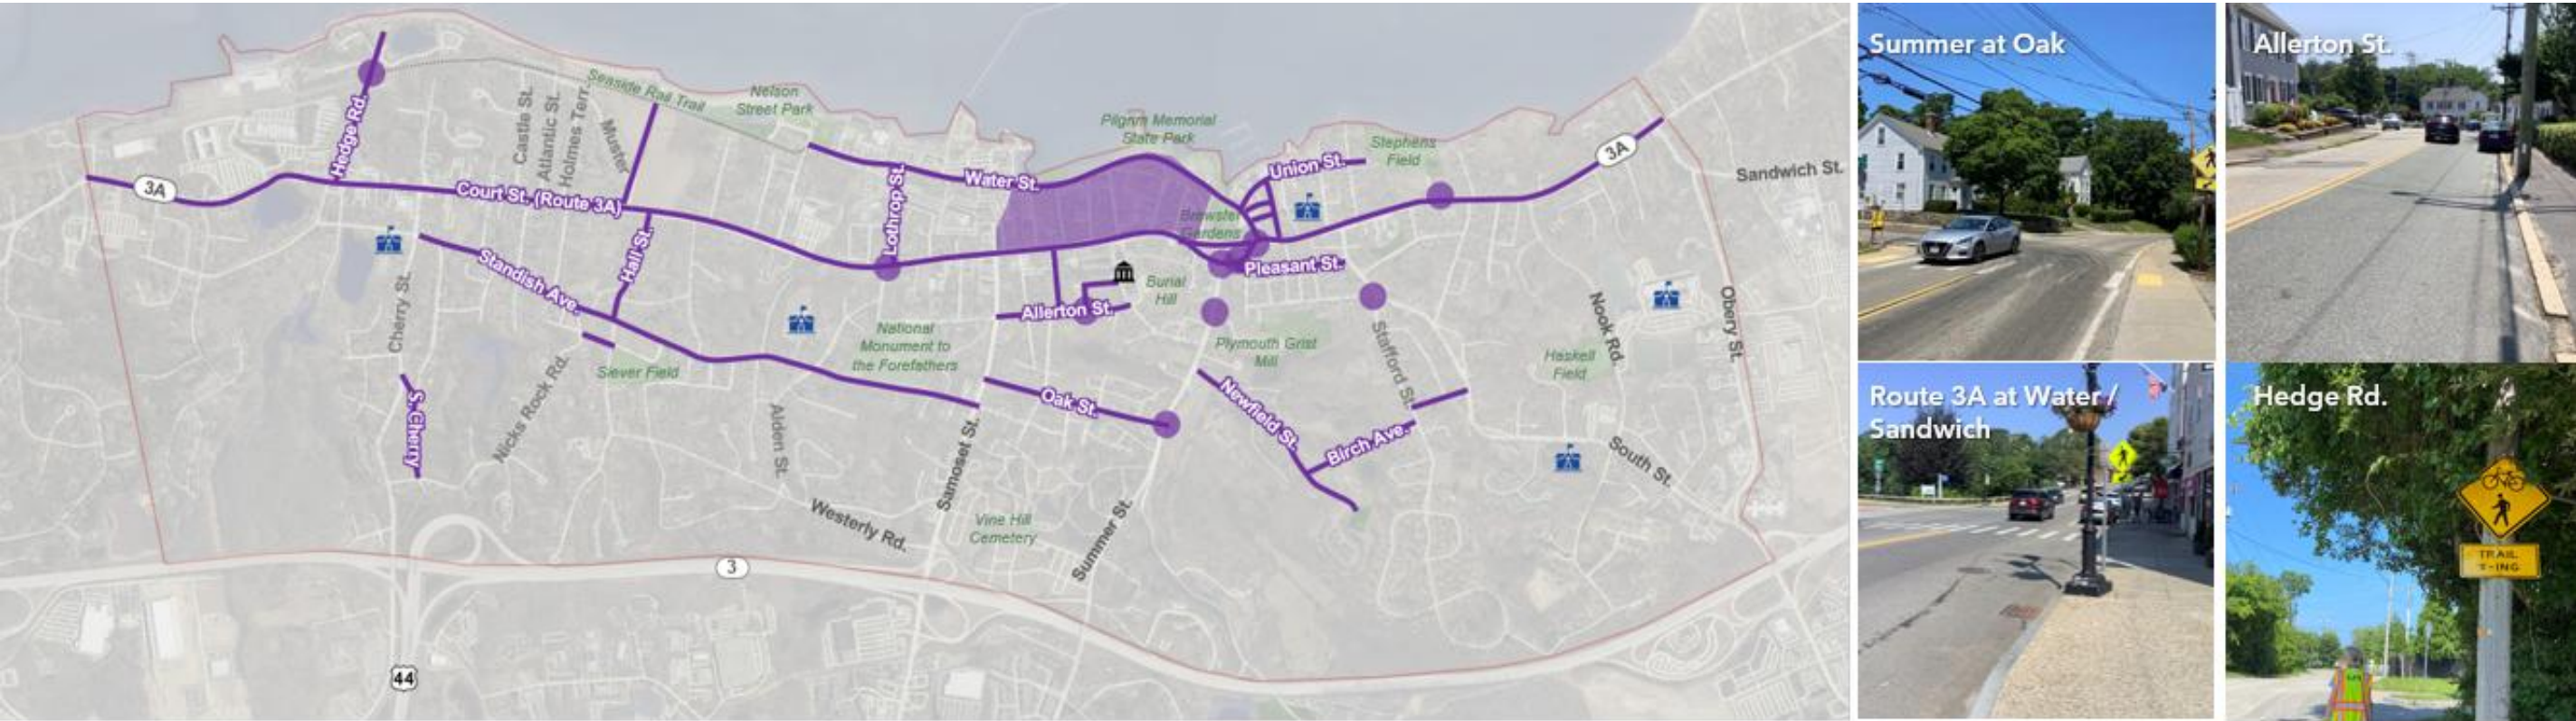 Hedge Rd.
3A
Court St. (Route 3A)
Castle St.
Atlantic St.
Holmes Terr.
Muster
Seaside Rail Trail
Nelson
Street Park
Lothrop St.
Water St.
Pilgrim Memorial
State Park
Brewster
Gardens
Union St.
Stephens
Field
3A
Sandwich St.
Pleasant St.
Burial
Hill
Allerton St.
Hall St.
Standish Ave.
Cherry St.
S. Cherry
Nicks Rock Rd.
Siever Field
National
Monument to
the Forefathers
Alden St.
Westerly Rd.
Samoset St.
Oak St.
Vine Hill
Cemetery
Summer St.
Plymouth Grist
Mill
Newfield St.
Birch Ave.
Stafford St.
Haskell
Field
Nook Rd.
Obery St.
South St.
3
44
Summer at Oak
Allerton St.
Route 3A at Water /
Sandwich
Hedge Rd.
TRAIL
X-ING